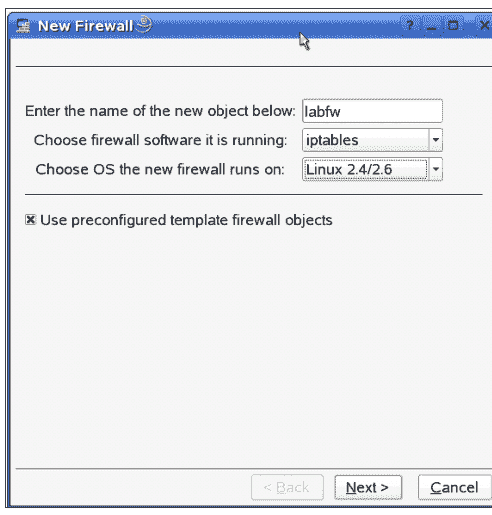 New Firewall
Enter the name of the new object below: labfw
Choose firewall software it is running: iptables
Choose OS the new firewall runs on: Linux 2.4/2.6
Use preconfigured template firewall objects
< Back Next > Cancel